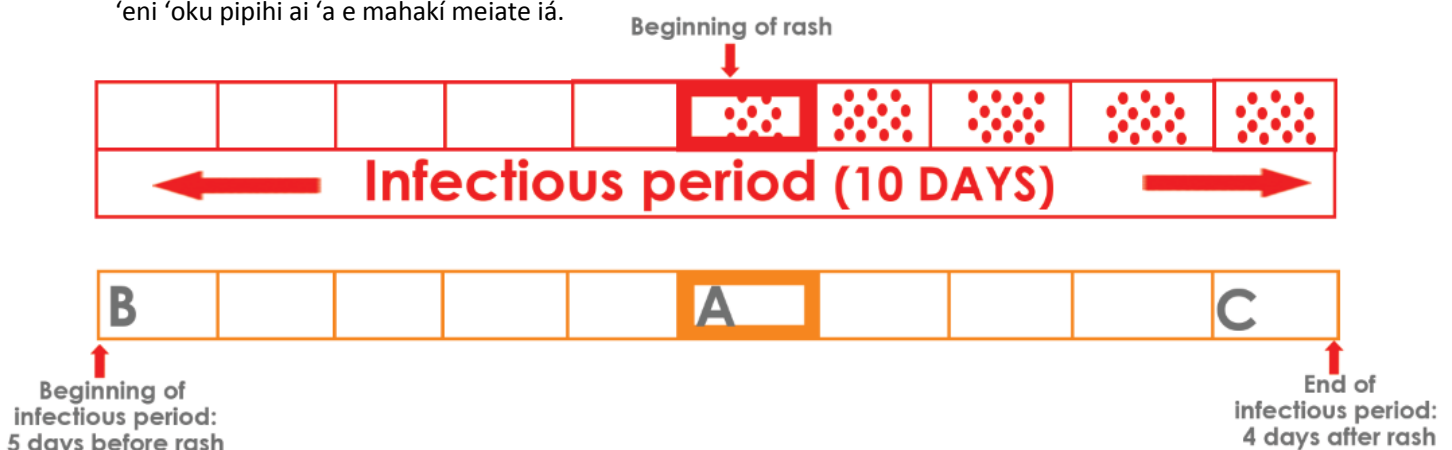 ‘eni ‘oku pipihi ai ‘a e mahakí meiate iá.
Beginning of rash
Infectious period (10 DAYS)
B
A
C
Beginning of
infectious period:
5 days before rash
End of
infectious period:
4 days after rash